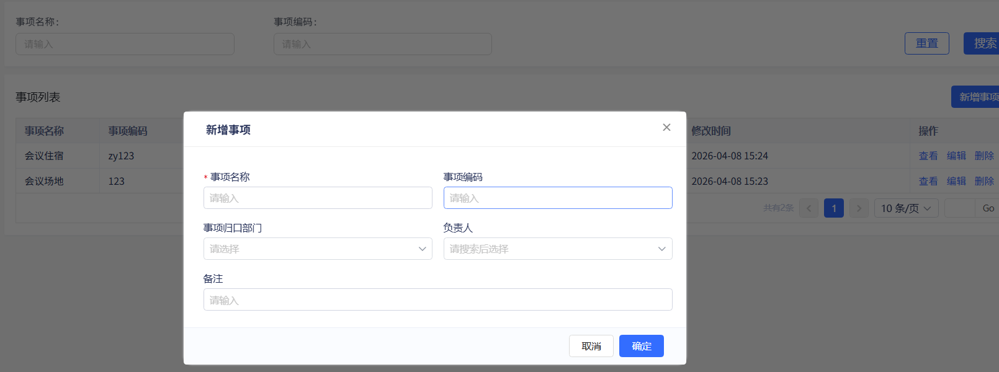 事项名称:
事项编码:
请输入
请输入
重置
搜索
事项列表
新增事项
事项名称
事项编码
修改时间
操作
会议住宿
zy123
2026-04-08 15:24
查看 编辑 删除
会议场地
123
2026-04-08 15:23
查看 编辑 删除
共有2条
1
10 条/页
Go
新增事项
* 事项名称
事项编码
请输入
请输入
事项归口部门
负责人
请选择
请搜索后选择
备注
请输入
取消
确定